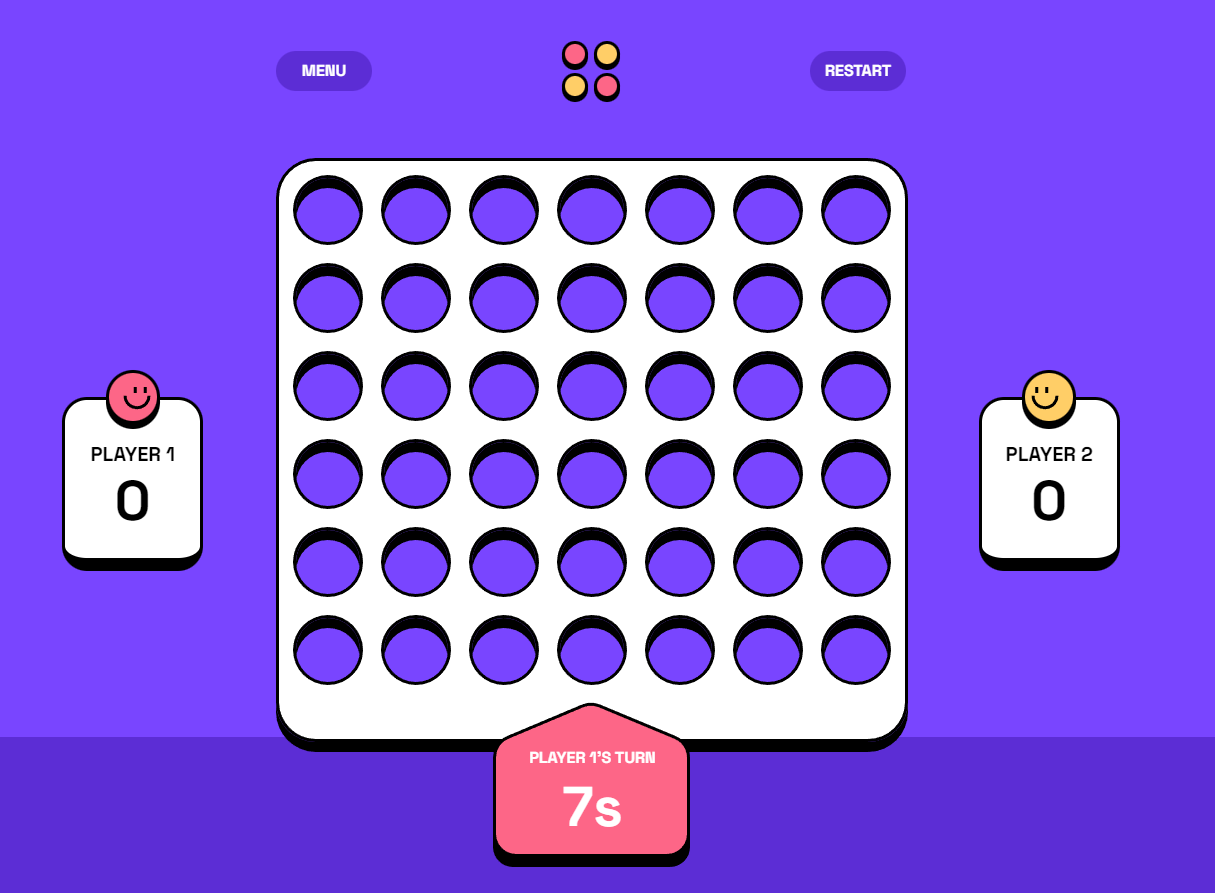 MENU
RESTART
PLAYER 1
0
PLAYER 2
0
PLAYER 1'S TURN
7s